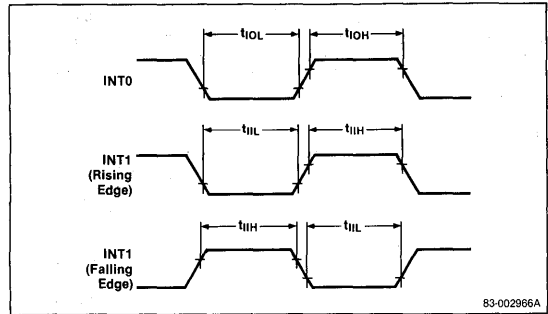 tIOL tIOH
INT0
tIIL tIIH
INT1
(Rising
Edge)
tIIH tIIL
INT1
(Falling
Edge)
83-002966A